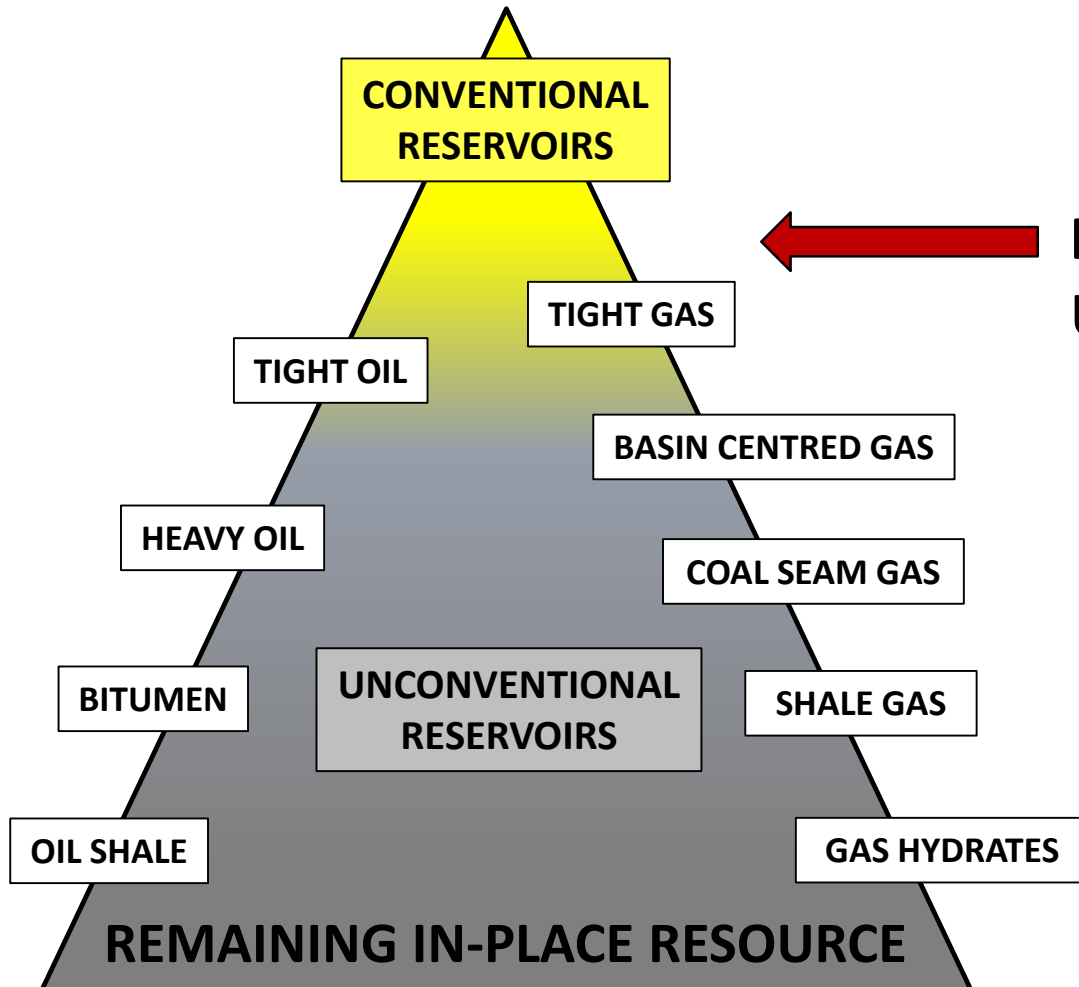 CONVENTIONAL
RESERVOIRS
TIGHT GAS
TIGHT OIL
BASIN CENTRED GAS
HEAVY OIL
COAL SEAM GAS
UNCONVENTIONAL
RESERVOIRS
BITUMEN
SHALE GAS
OIL SHALE
GAS HYDRATES
REMAINING IN-PLACE RESOURCE